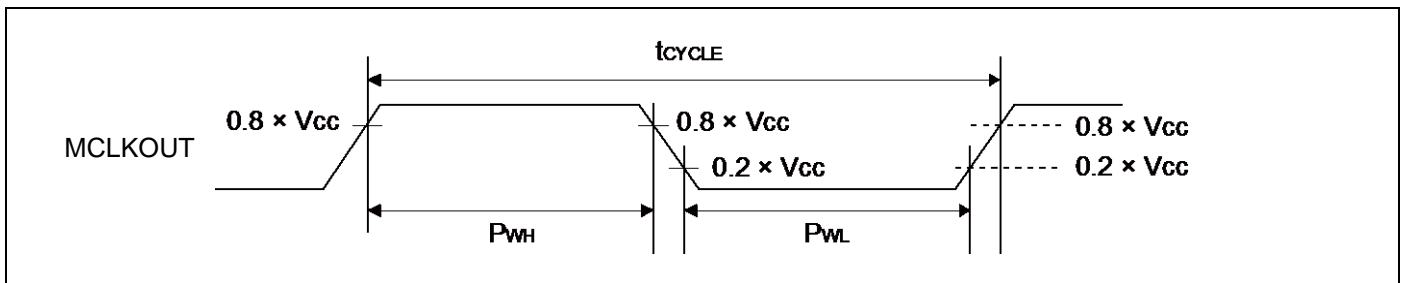 tCYCLE
0.8 × Vcc
0.8 × Vcc
0.8 × Vcc
MCLKOUT
0.2 × Vcc
0.2 × Vcc
PWH
PWL